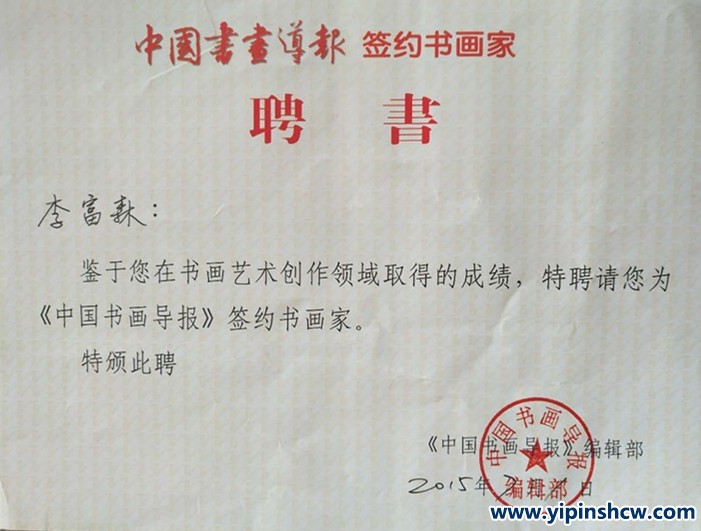 中国書畫導報 签约书画家
聘 書
李富森：
鉴于您在书画艺术创作领域取得的成绩，特聘请您为
《中国书画导报》签约书画家。
特颁此聘
《中国书画导报》编辑部
2015年 月 日
中国书画导报
编辑部
www.yipinshcw.com